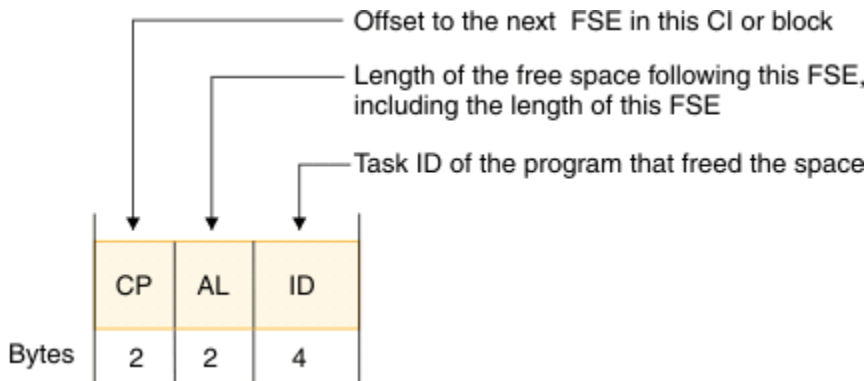 Offset to the next FSE in this CI or block
Length of the free space following this FSE,
including the length of this FSE
Task ID of the program that freed the space
CP AL ID
Bytes 2 2 4